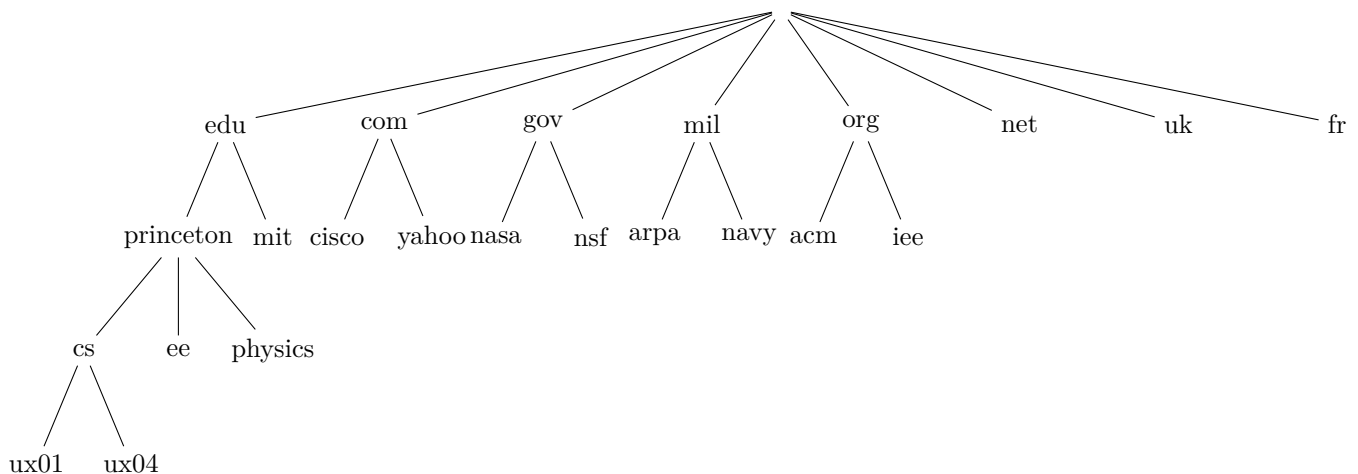 edu com gov mil org net uk fr
princeton mit cisco yahoo nasa nsf arpa navy acm iee
cs ee physics
ux01 ux04